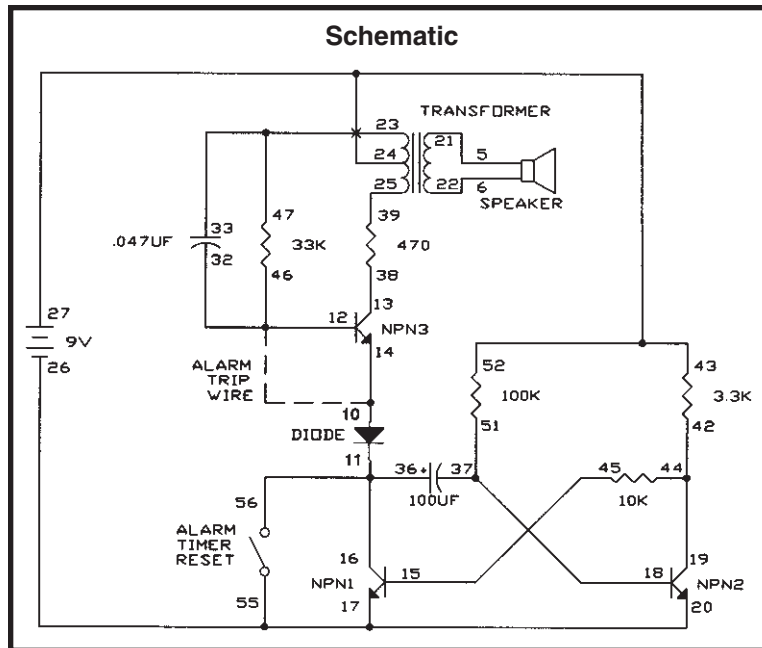 Schematic
TRANSFORMER
23
21
24
5
25
22
6
SPEAKER
33
47
39
.047UF
33K
470
32
46
38
13
12
NPN3
27
14
9V
26
ALARM
TRIP
WIRE
52
43
100K
3.3K
10
51
42
DIODE
11
36+
37
45
44
100UF
10K
56
ALARM
TIMER
RESET
16
19
15
18
NPN1
NPN2
55
17
20